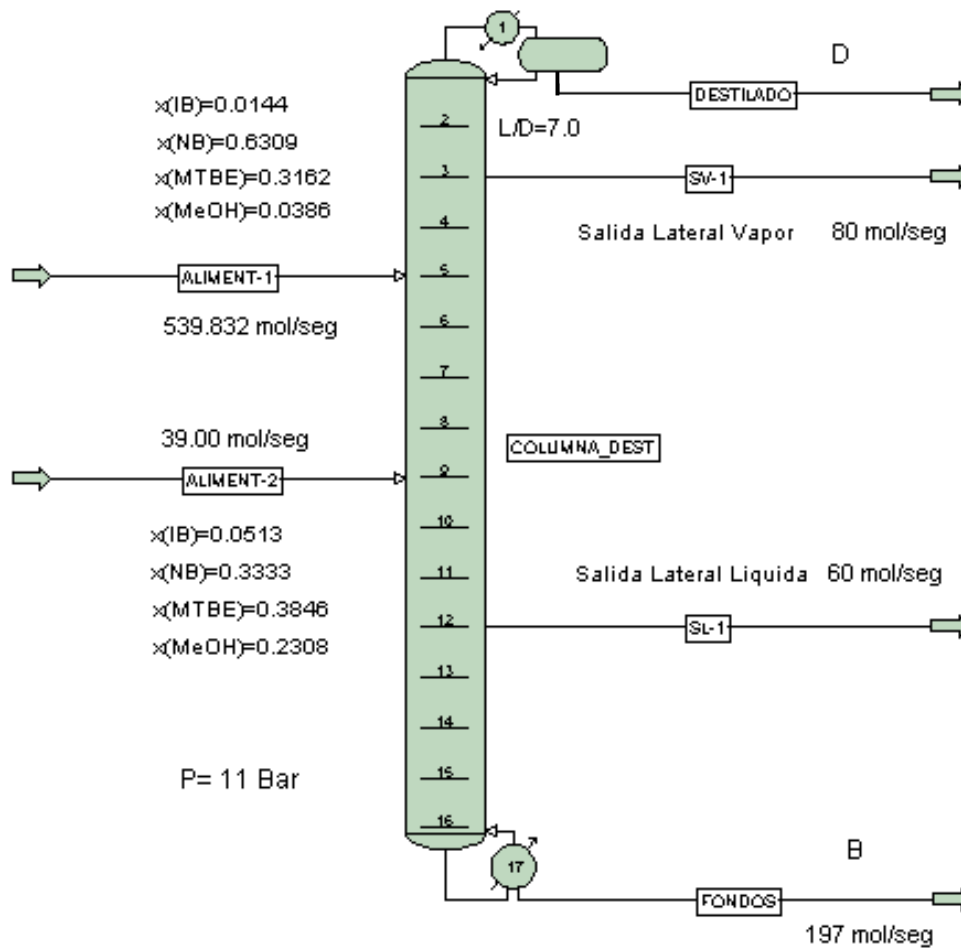 1
D
DESTILADO
x(IB)=0.0144
x(NB)=0.6309
x(MTBE)=0.3162
x(MeOH)=0.0386
2
L/D=7.0
3
SV-1
4
Salida Lateral Vapor 80 mol/seg
ALIMENT-1
5
539.832 mol/seg
6
7
8
39.00 mol/seg
COLUMNA_DEST
ALIMENT-2
9
x(IB)=0.0513
x(NB)=0.3333
x(MTBE)=0.3846
x(MeOH)=0.2308
10
11
Salida Lateral Liquida 60 mol/seg
12
SL-1
13
14
P= 11 Bar
15
16
17
B
FONDOS
197 mol/seg